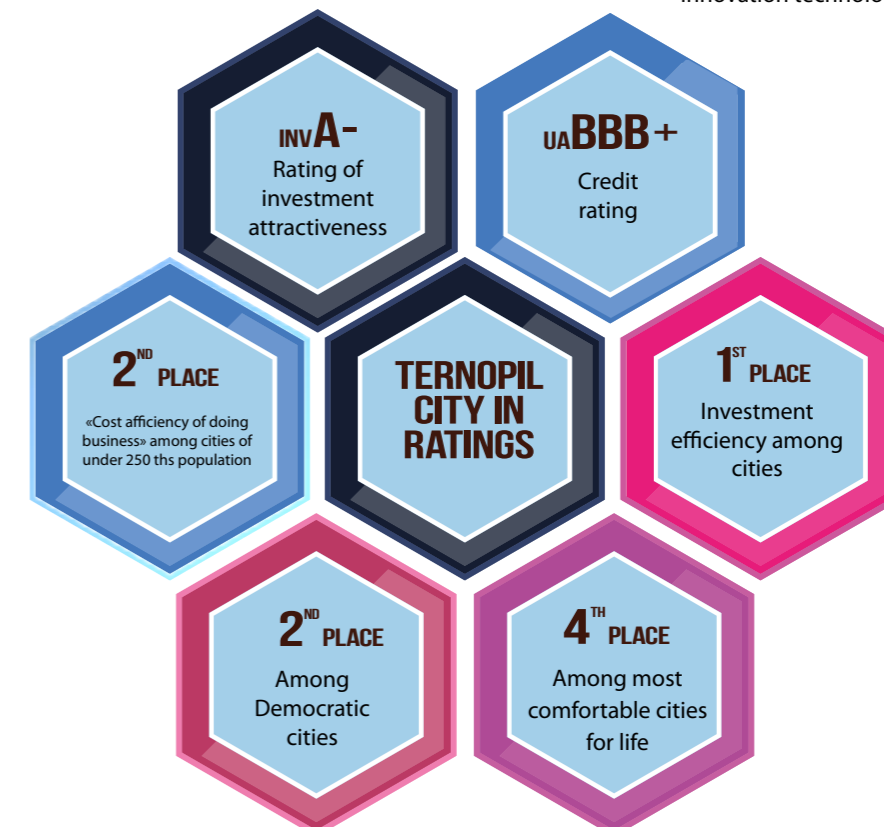 innovation technolo
INVA-
Rating of
investment
attractiveness
UABBB+
Credit
rating
2ND PLACE
«Cost afficiency of doing
business» among cities of
under 250 ths population
TERNOPIL
CITY IN
RATINGS
1ST PLACE
Investment
efficiency among
cities
2ND PLACE
Among
Democratic
cities
4TH PLACE
Among most
comfortable cities
for life